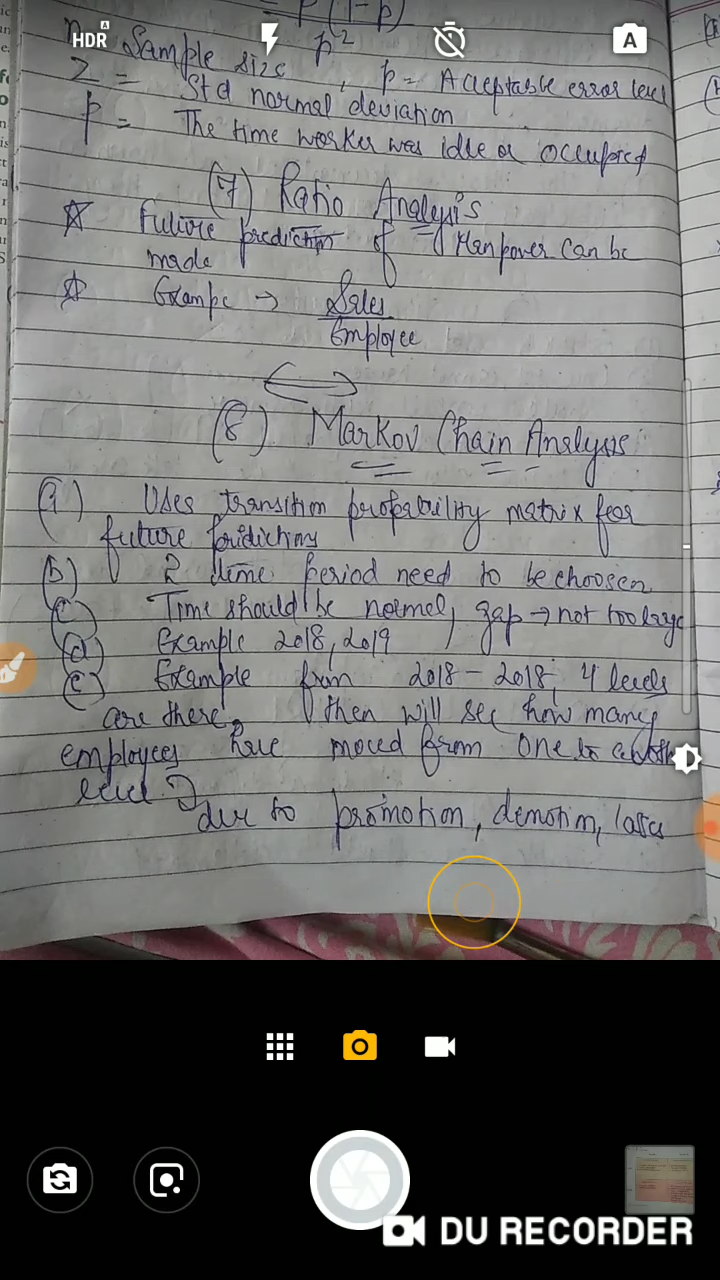 = P (1-p)
p^2
HDR A
A
n = Sample size, p = Acceptable error level
Z = Std normal deviation
p = The time worker was idle or occupied
(7) Ratio Analysis
☆ Future prediction of Manpower can be
made
☆ Exampe → Sales
Employee
(8) Markov Chain Analysis
(a) Uses transition probability matrix for
future
b) 2 time period need to be choosen
(c) Time should be normal, gap → not too large
(d) Example 2018, 2019
(e) Example from 2018 - 2018, 4 levels
are there, then will see how many
employees have moved from one to another
level ?
due to promotion, demotion,
DU RECORDER